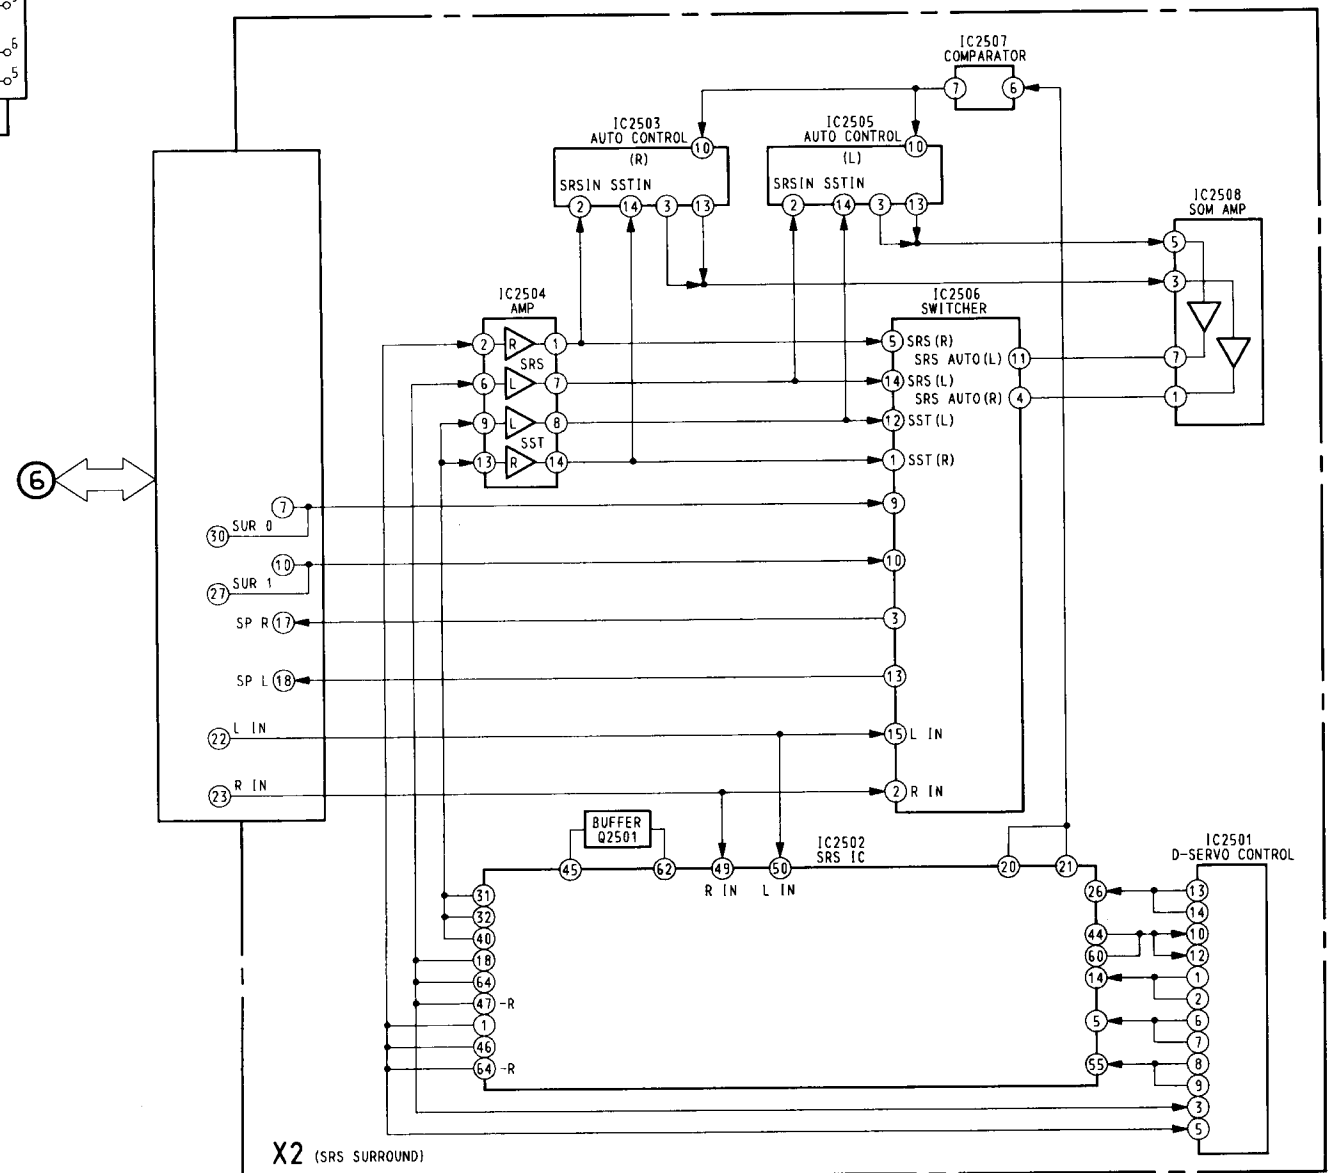 6
5
IC2507
COMPARATOR
7 6
IC2503
AUTO CONTROL
(R)
10
SRSIN SSTIN
2 14 3 13
IC2505
AUTO CONTROL
(L)
10
SRSIN SSTIN
2 14 3 13
IC2508
SOM AMP
5
3
7
1
IC2504
AMP
2 R 1
SRS
6 L 7
9 L 8
SST
13 R 14
IC2506
SWITCHER
5 SRS(R)
SRS AUTO(L) 11
14 SRS(L)
SRS AUTO(R) 4
12 SST(L)
1 SST(R)
9
10
3
13
15 L IN
2 R IN
6
7
30 SUR 0
10
27 SUR 1
SP R 17
SP L 18
22 L IN
23 R IN
BUFFER
Q2501
IC2502
SRS IC
45 62 49 50 20 21
R IN L IN
31
32
40
18
64
47 -R
1
46
64 -R
26
44
60
14
5
55
IC2501
D-SERVO CONTROL
13
14
10
12
1
2
6
7
8
9
3
5
X2 (SRS SURROUND)